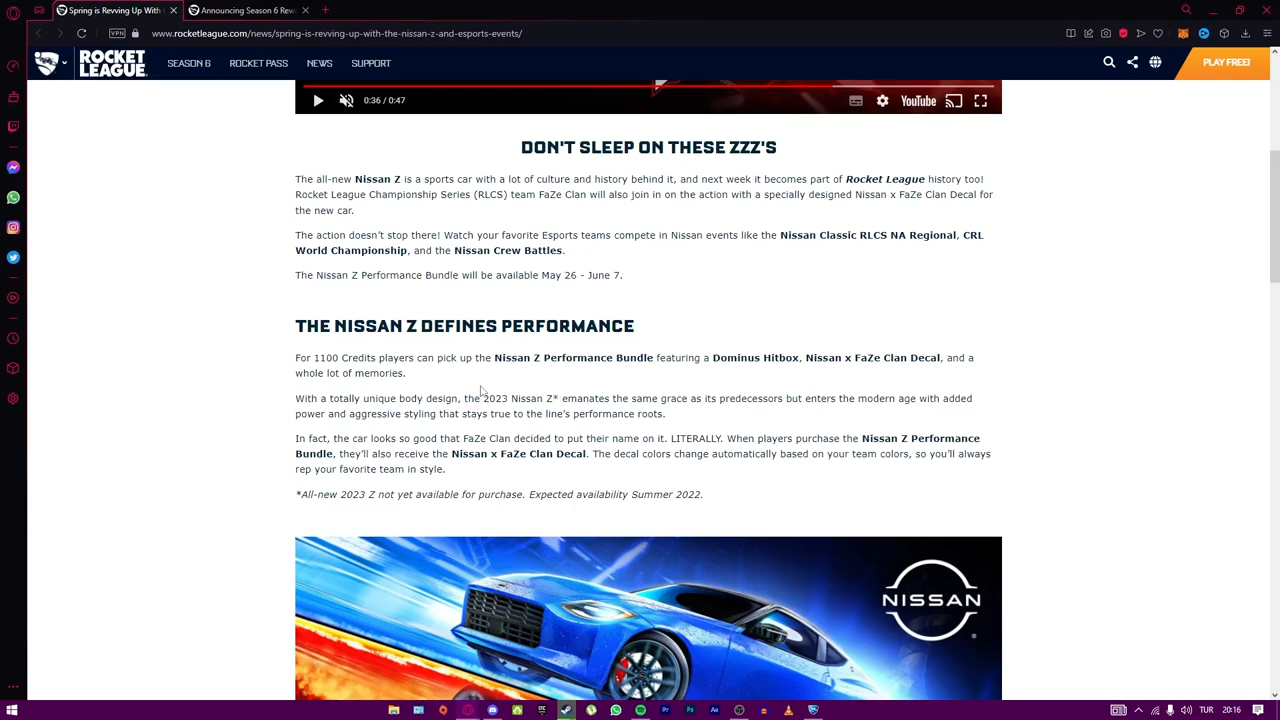 Spring is Revving Up With
Announcing Season 6 Rew
VPN
www.rocketleague.com/news/spring-is-revving-up-with-the-nissan-z-and-esports-events/
ROCKET
LEAGUE
SEASON 6
ROCKET PASS
NEWS
SUPPORT
PLAY FREE!
0:36 / 0:47
YouTube
DON'T SLEEP ON THESE ZZZ'S
The all-new Nissan Z is a sports car with a lot of culture and history behind it, and next week it becomes part of Rocket League history too!
Rocket League Championship Series (RLCS) team FaZe Clan will also join in on the action with a specially designed Nissan x FaZe Clan Decal for
the new car.
The action doesn't stop there! Watch your favorite Esports teams compete in Nissan events like the Nissan Classic RLCS NA Regional, CRL
World Championship, and the Nissan Crew Battles.
The Nissan Z Performance Bundle will be available May 26 - June 7.
THE NISSAN Z DEFINES PERFORMANCE
For 1100 Credits players can pick up the Nissan Z Performance Bundle featuring a Dominus Hitbox, Nissan x FaZe Clan Decal, and a
whole lot of memories.
With a totally unique body design, the 2023 Nissan Z* emanates the same grace as its predecessors but enters the modern age with added
power and aggressive styling that stays true to the line's performance roots.
In fact, the car looks so good that FaZe Clan decided to put their name on it. LITERALLY. When players purchase the Nissan Z Performance
Bundle, they'll also receive the Nissan x FaZe Clan Decal. The decal colors change automatically based on your team colors, so you'll always
rep your favorite team in style.
*All-new 2023 Z not yet available for purchase. Expected availability Summer 2022.
NISSAN
Pr
Ps
Au
TUR
20:16